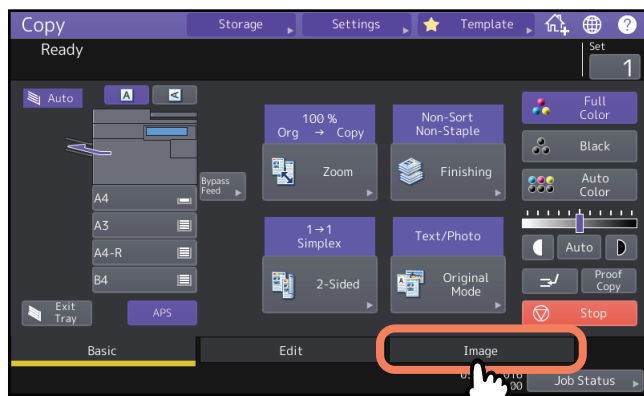 Copy
Storage
Settings
Template
?
Ready
Set
1
Auto
A
A
Full
Color
100 %
Org → Copy
Non-Sort
Non-Staple
Black
Zoom
Finishing
Auto
Color
Bypass
Feed
A4
A3
1→1
Simplex
Text/Photo
Auto
A4-R
2-Sided
Original
Mode
Proof
Copy
B4
Exit
Tray
APS
Stop
Basic
Edit
Image
Job Status